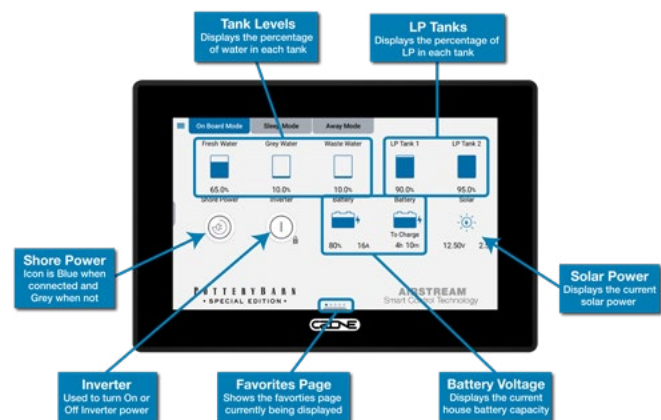 Tank Levels
Displays the percentage
of water in each tank
LP Tanks
Displays the percentage of
LP in each tank
On Board Mode
Sleep Mode
Away Mode
Fresh Water
Grey Water
Waste Water
LP Tank 1
LP Tank 2
65.0%
10.0%
10.0%
90.0%
95.0%
Shore Power
Inverter
Battery
Battery
Solar
To Charge
80%
16A
4h 10m
12.50V
Shore Power
Icon is Blue when
connected and
Grey when not
Solar Power
Displays the current
solar power
POTTERYBARN
• SPECIAL EDITION •
AIRSTREAM
Smart Control Technology
CZONE
Inverter
Used to turn On or
Off Inverter power
Favorites Page
Shows the favorties page
currently being displayed
Battery Voltage
Displays the current
house battery capacity